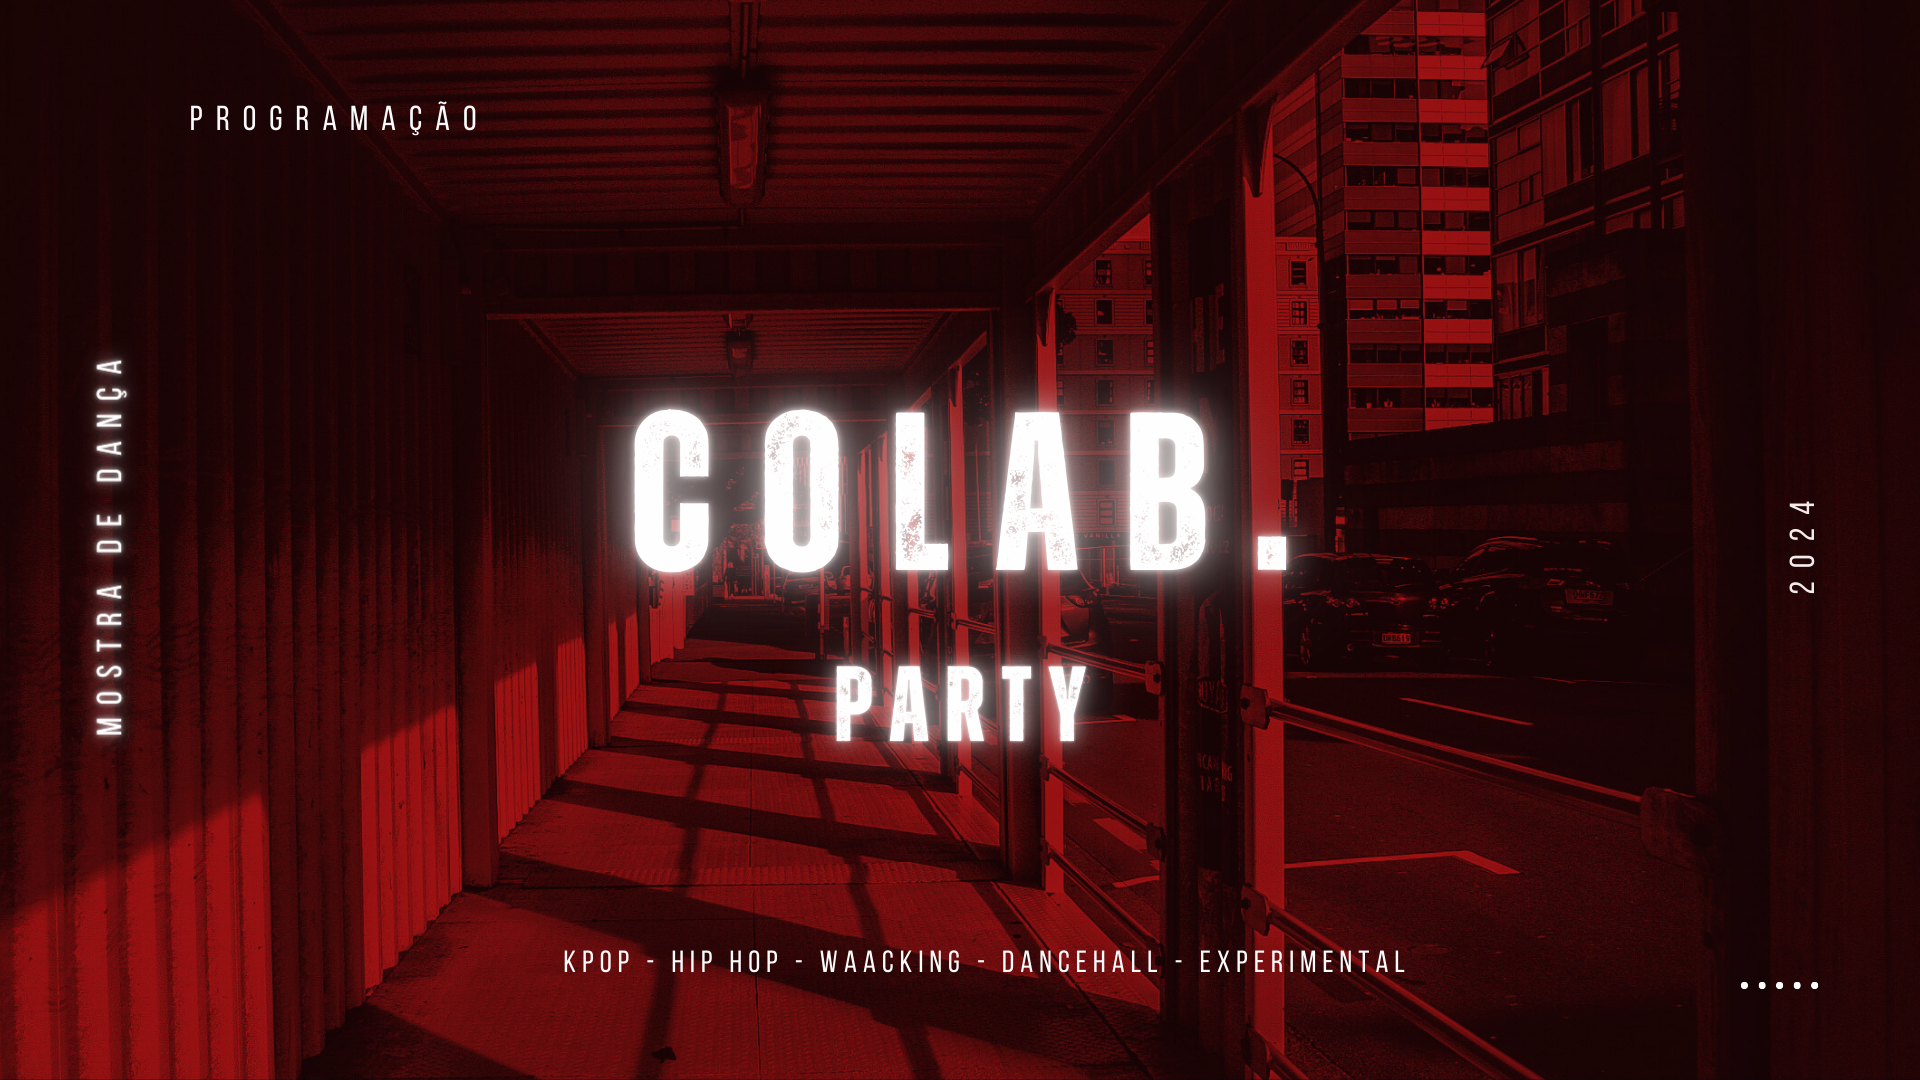 PROGRAMAÇÃO
MOSTRA DE DANÇA
COLAB.
PARTY
2024
KPOP - HIP HOP - WAACKING - DANCEHALL - EXPERIMENTAL